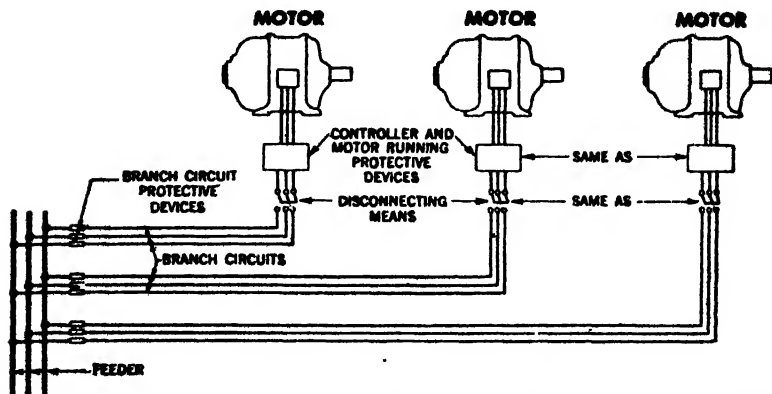 MOTOR
MOTOR
MOTOR
CONTROLLER AND
MOTOR RUNNING
PROTECTIVE
DEVICES
SAME AS
BRANCH CIRCUIT
PROTECTIVE
DEVICES
DISCONNECTING
MEANS
SAME AS
BRANCH CIRCUITS
FEEDER